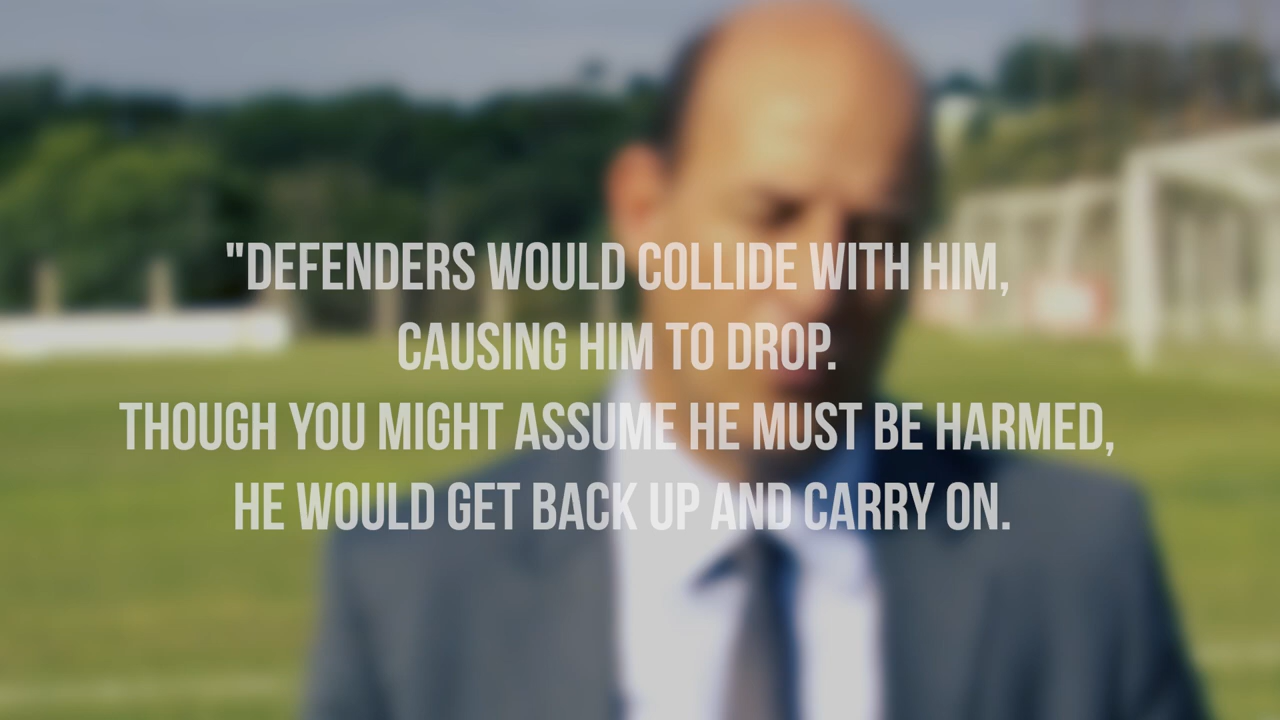 "DEFENDERS WOULD COLLIDE WITH HIM,
CAUSING HIM TO DROP.
THOUGH YOU MIGHT ASSUME HE MUST BE HARMED,
HE WOULD GET BACK UP AND CARRY ON.